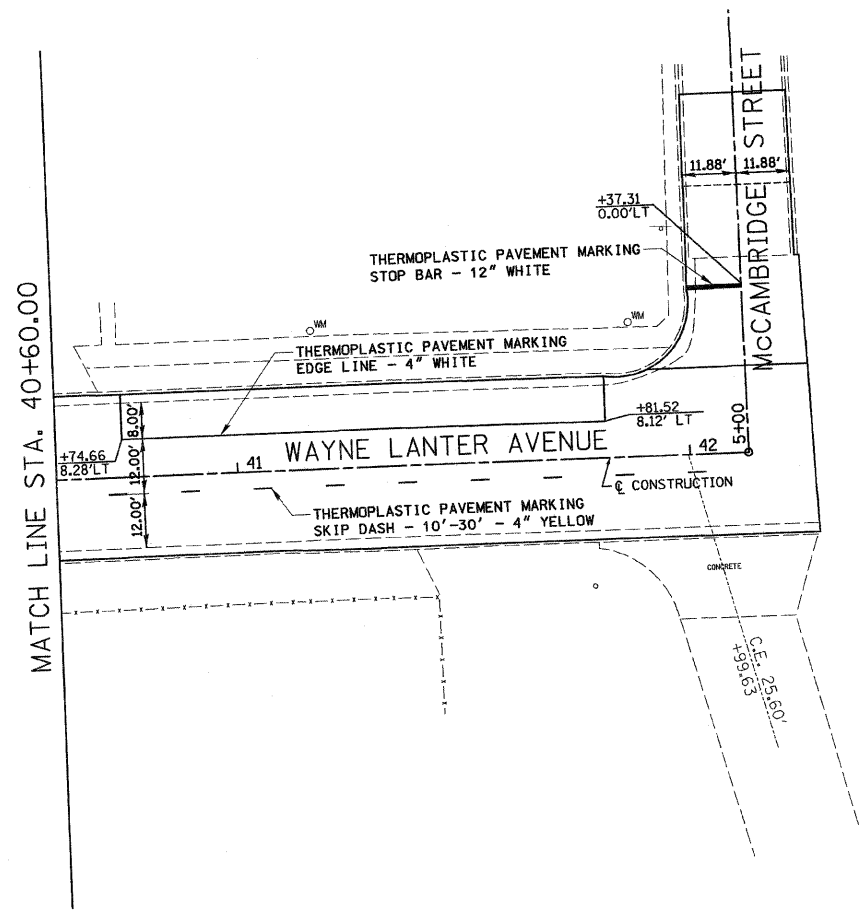 McCAMBRIDGE STREET
11.88' 11.88'
+37.31
0.00'LT
THERMOPLASTIC PAVEMENT MARKING
STOP BAR - 12" WHITE
MATCH LINE STA. 40+60.00
WM
WM
THERMOPLASTIC PAVEMENT MARKING
EDGE LINE - 4" WHITE
8.00'
+81.52
8.12' LT
5+00
WAYNE LANTER AVENUE
+74.66
8.28'LT
12.00'
41
42
℄ CONSTRUCTION
12.00'
THERMOPLASTIC PAVEMENT MARKING
SKIP DASH - 10'-30' - 4" YELLOW
CONCRETE
C.E. 25.60'
+99.63